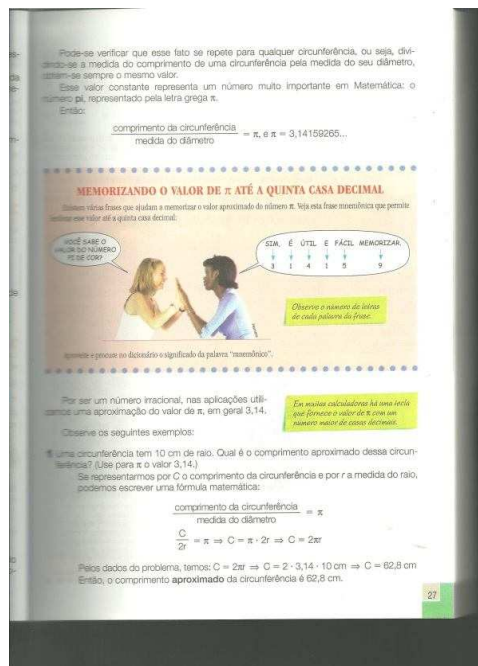 Pode-se verificar que esse fato se repete para qualquer circunferência, ou seja, divi-
dindo-se a medida do comprimento de uma circunferência pela medida do seu diâmetro,
obtém-se sempre o mesmo valor.
Esse valor constante representa um número muito importante em Matemática: o
número pi, representado pela letra grega π.
Então:
comprimento da circunferência
medida do diâmetro
= π, e π = 3,14159265...
MEMORIZANDO O VALOR DE π ATÉ A QUINTA CASA DECIMAL
Existem várias frases que ajudam a memorizar o valor aproximado do número π. Veja esta frase mnemônica que permite
esse valor até a quinta casa decimal:
VOCÊ SABE O
VALOR DO NÚMERO
PI DE COR?
SIM, É ÚTIL E FÁCIL MEMORIZAR.
3 1 4 1 5 9
Observe o número de letras
de cada palavra da frase.
Aproveite e procure no dicionário o significado da palavra "mnemônico".
Por ser um número irracional, nas aplicações utili-
zamos uma aproximação do valor de π, em geral 3,14.
Em muitas calculadoras há uma tecla
que fornece o valor de π com um
número maior de casas decimais.
Observe os seguintes exemplos:
1 Uma circunferência tem 10 cm de raio. Qual é o comprimento aproximado dessa circun-
ferência? (Use para π o valor 3,14.)
Se representarmos por C o comprimento da circunferência e por r a medida do raio,
podemos escrever uma fórmula matemática:
comprimento da circunferência
medida do diâmetro
= π
C/2r = π ⇒ C = π · 2r ⇒ C = 2πr
Pelos dados do problema, temos: C = 2πr ⇒ C = 2 · 3,14 · 10 cm ⇒ C = 62,8 cm
Então, o comprimento aproximado da circunferência é 62,8 cm.
27